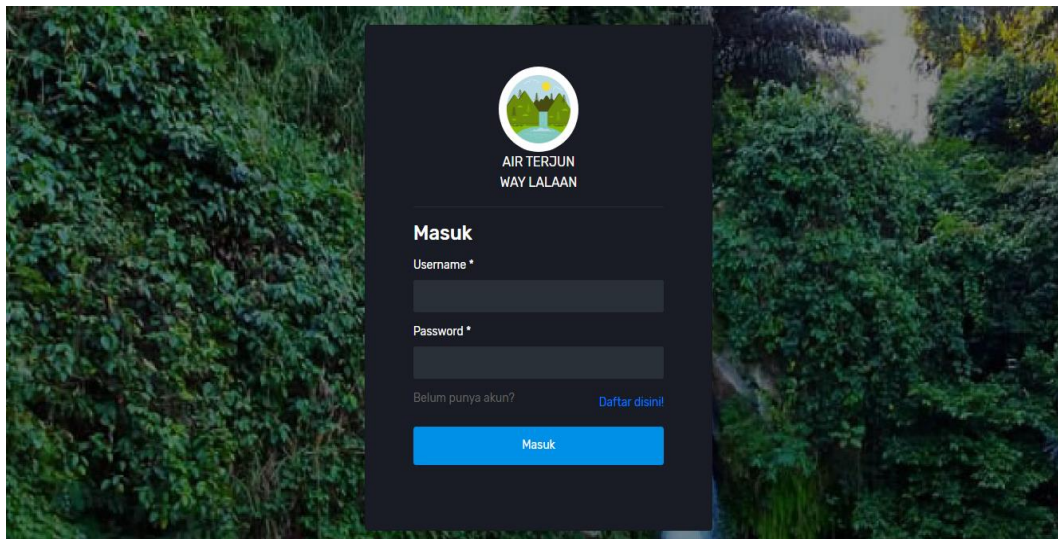 AIR TERJUN
WAY LALAAN
Masuk
Username *
Password *
Belum punya akun? Daftar disini!
Masuk